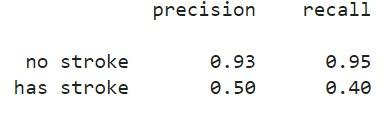 precision recall
no stroke 0.93 0.95
has stroke 0.50 0.40